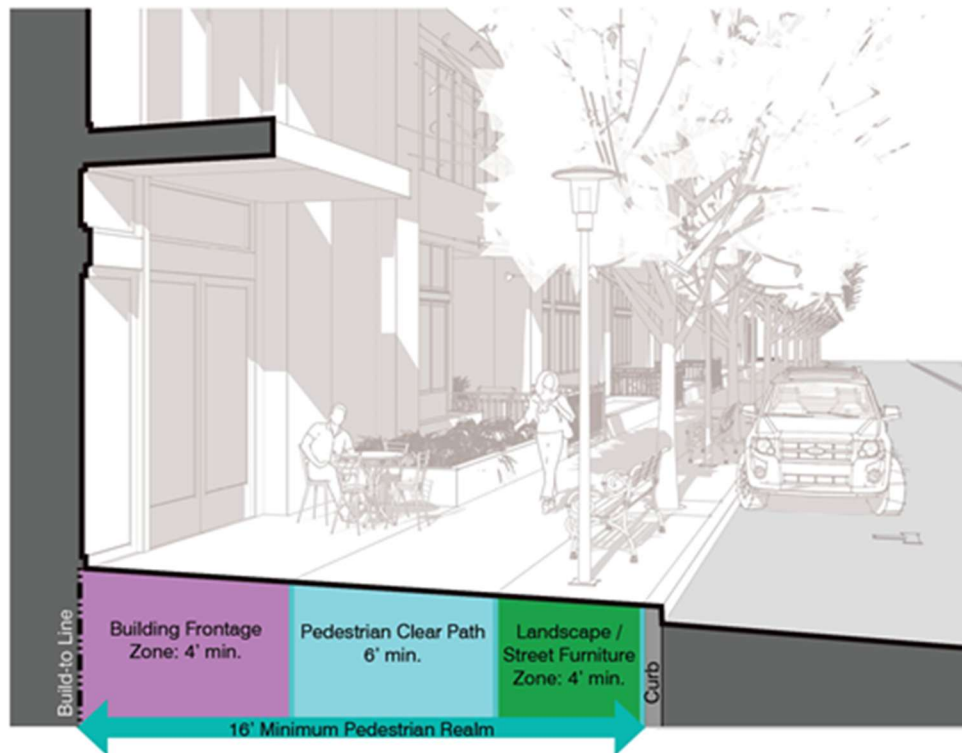 Build-to Line
Building Frontage
Zone: 4’ min.
Pedestrian Clear Path
6’ min.
Landscape /
Street Furniture
Zone: 4’ min.
Curb
16’ Minimum Pedestrian Realm